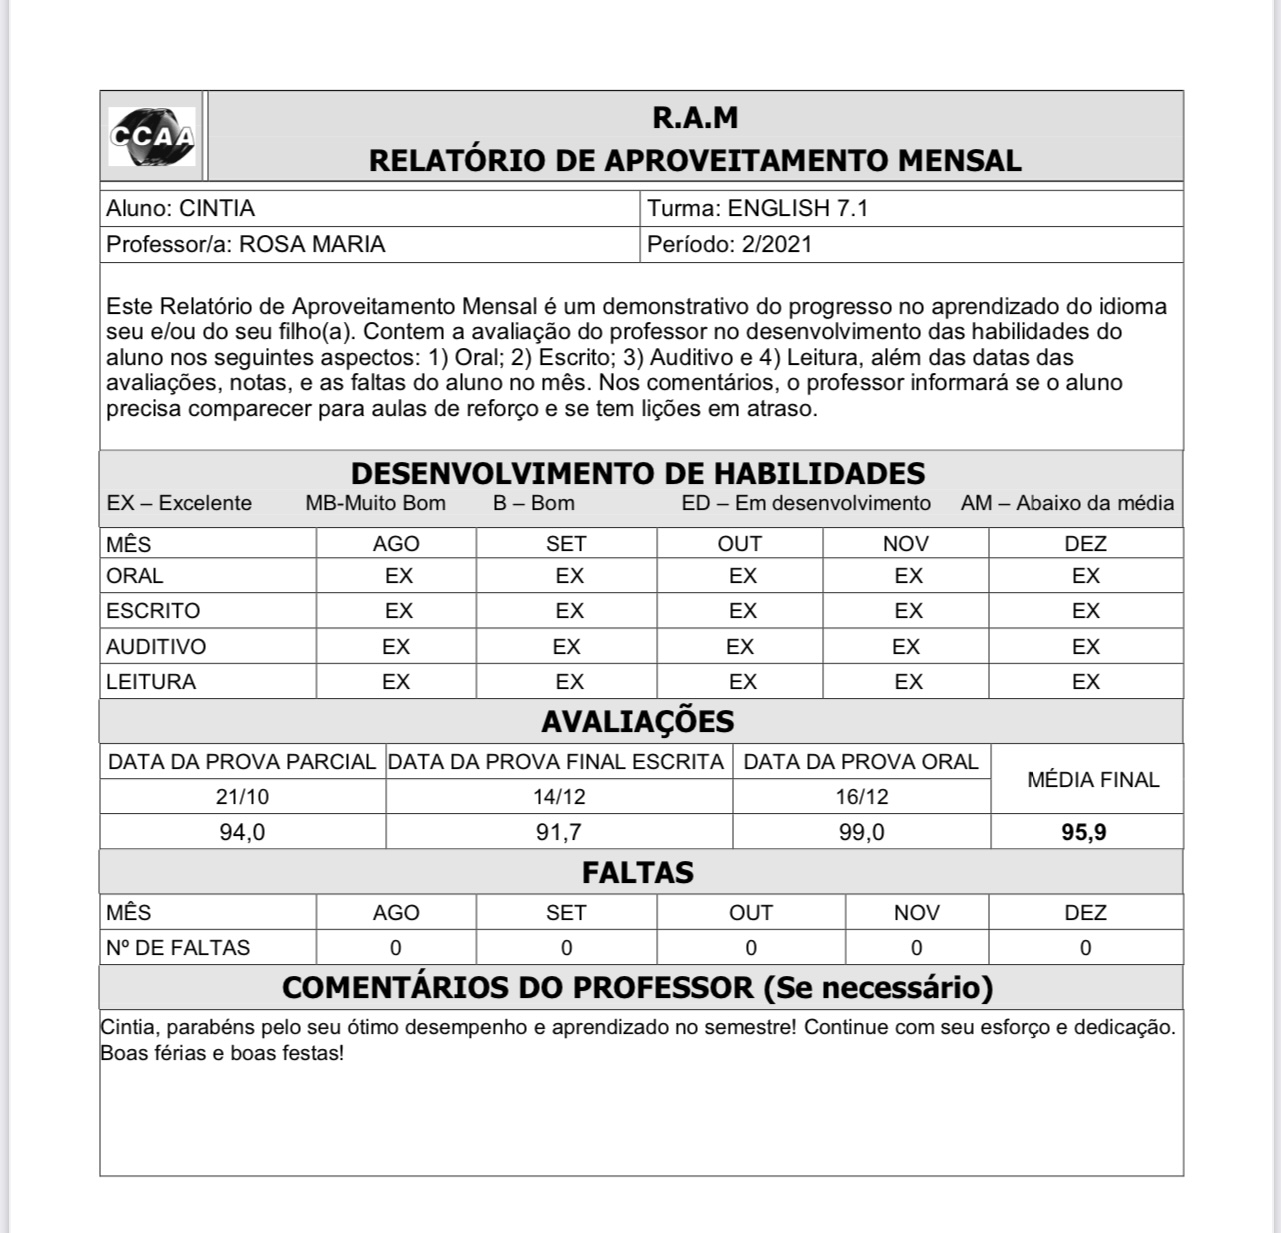 CCAA
R.A.M
RELATÓRIO DE APROVEITAMENTO MENSAL
Aluno: CINTIA Turma: ENGLISH 7.1
Professor/a: ROSA MARIA Período: 2/2021
Este Relatório de Aproveitamento Mensal é um demonstrativo do progresso no aprendizado do idioma
seu e/ou do seu filho(a). Contem a avaliação do professor no desenvolvimento das habilidades do
aluno nos seguintes aspectos: 1) Oral; 2) Escrito; 3) Auditivo e 4) Leitura, além das datas das
avaliações, notas, e as faltas do aluno no mês. Nos comentários, o professor informará se o aluno
precisa comparecer para aulas de reforço e se tem lições em atraso.
DESENVOLVIMENTO DE HABILIDADES
EX – Excelente MB-Muito Bom B – Bom ED – Em desenvolvimento AM – Abaixo da média
MÊS AGO SET OUT NOV DEZ
ORAL EX EX EX EX EX
ESCRITO EX EX EX EX EX
AUDITIVO EX EX EX EX EX
LEITURA EX EX EX EX EX
AVALIAÇÕES
DATA DA PROVA PARCIAL DATA DA PROVA FINAL ESCRITA DATA DA PROVA ORAL MÉDIA FINAL
21/10 14/12 16/12
94,0 91,7 99,0 95,9
FALTAS
MÊS AGO SET OUT NOV DEZ
Nº DE FALTAS 0 0 0 0 0
COMENTÁRIOS DO PROFESSOR (Se necessário)
Cintia, parabéns pelo seu ótimo desempenho e aprendizado no semestre! Continue com seu esforço e dedicação.
Boas férias e boas festas!